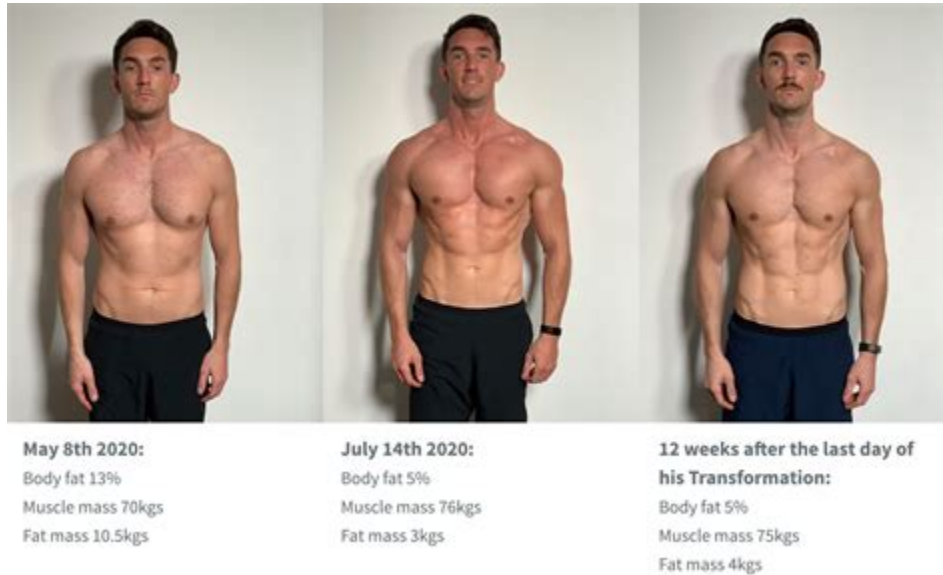 May 8th 2020:
Body fat 13%
Muscle mass 70kgs
Fat mass 10.5kgs
July 14th 2020:
Body fat 5%
Muscle mass 76kgs
Fat mass 3kgs
12 weeks after the last day of
his Transformation:
Body fat 5%
Muscle mass 75kgs
Fat mass 4kgs